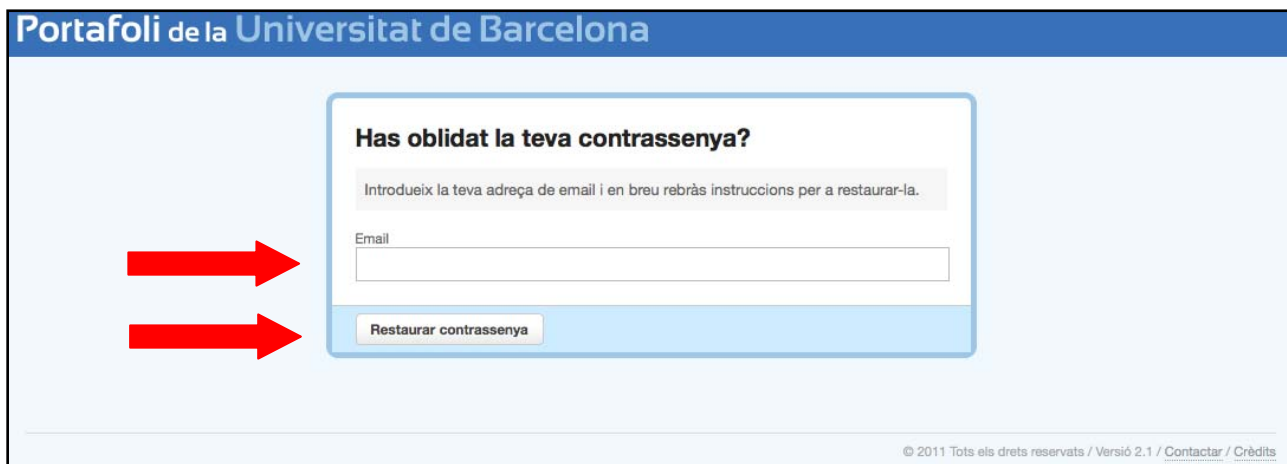 Portafoli de la Universitat de Barcelona
Has oblidat la teva contrassenya?
Introdueix la teva adreça de email i en breu rebràs instruccions per a restaurar-la.
Email
Restaurar contrassenya
© 2011 Tots els drets reservats / Versió 2.1 / Contactar / Crèdits